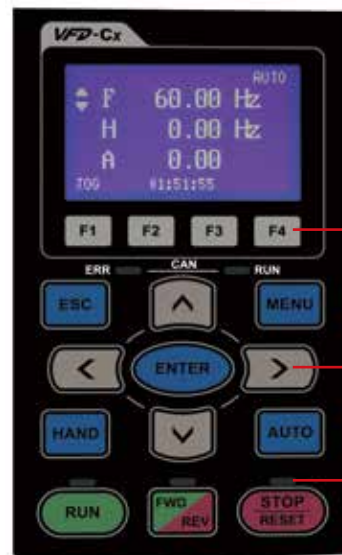 VFD-Cx
AUTO
F 60.00 Hz
H 0.00 Hz
A 0.00
JOG 01:51:55
F1 F2 F3 F4
ERR CAN RUN
ESC MENU
ENTER
HAND AUTO
RUN FWD REV STOP RESET